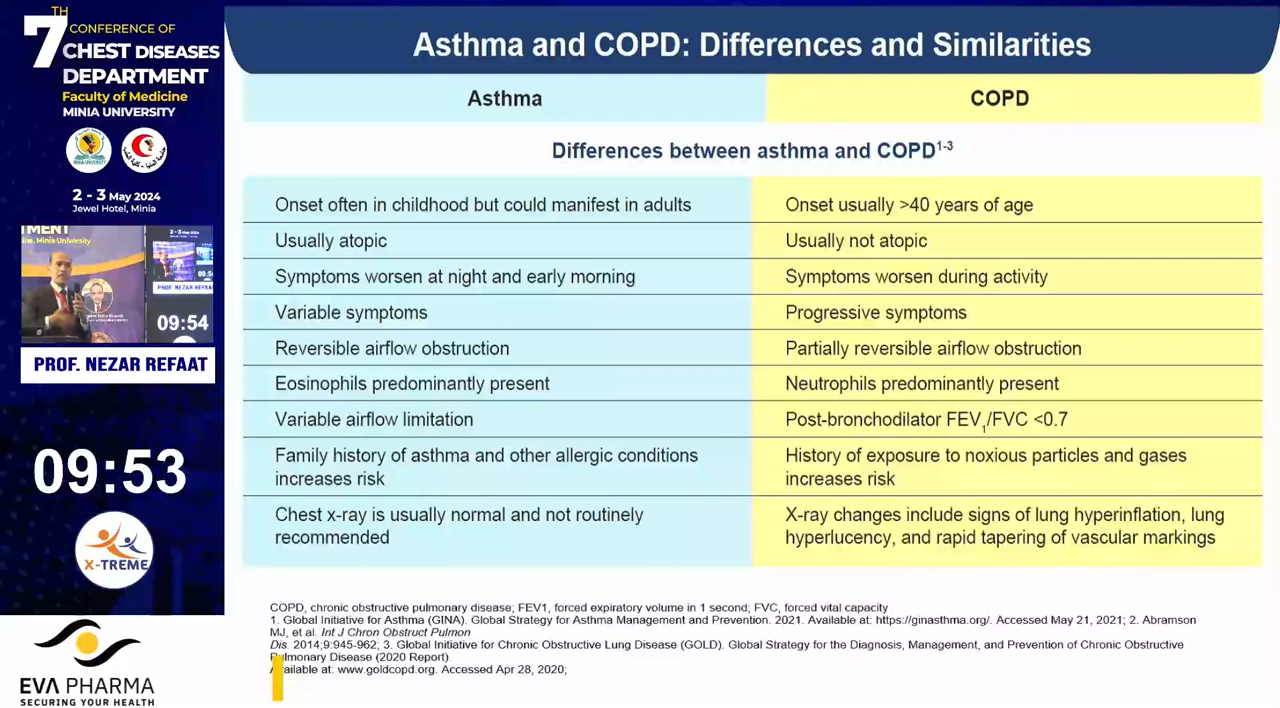 7TH
CONFERENCE OF
CHEST DISEASES
DEPARTMENT
Faculty of Medicine
MINIA UNIVERSITY
2 - 3 May 2024
Jewel Hotel, Minia
09:54
PROF. NEZAR REFAAT
09:53
X-TREME
EVA PHARMA
SECURING YOUR HEALTH
Asthma and COPD: Differences and Similarities
Asthma COPD
Differences between asthma and COPD1-3
Onset often in childhood but could manifest in adults
Onset usually >40 years of age
Usually atopic
Usually not atopic
Symptoms worsen at night and early morning
Symptoms worsen during activity
Variable symptoms
Progressive symptoms
Reversible airflow obstruction
Partially reversible airflow obstruction
Eosinophils predominantly present
Neutrophils predominantly present
Variable airflow limitation
Post-bronchodilator FEV1/FVC <0.7
Family history of asthma and other allergic conditions
increases risk
History of exposure to noxious particles and gases
increases risk
Chest x-ray is usually normal and not routinely
recommended
X-ray changes include signs of lung hyperinflation, lung
hyperlucency, and rapid tapering of vascular markings
COPD, chronic obstructive pulmonary disease; FEV1, forced expiratory volume in 1 second; FVC, forced vital capacity
1. Global Initiative for Asthma (GINA). Global Strategy for Asthma Management and Prevention. 2021. Available at: https://ginasthma.org/. Accessed May 21, 2021; 2. Abramson
MJ, et al. Int J Chron Obstruct Pulmon
Dis. 2014;9:945-962; 3. Global Initiative for Chronic Obstructive Lung Disease (GOLD). Global Strategy for the Diagnosis, Management, and Prevention of Chronic Obstructive
Pulmonary Disease (2020 Report).
Available at: www.goldcopd.org. Accessed Apr 28, 2020;